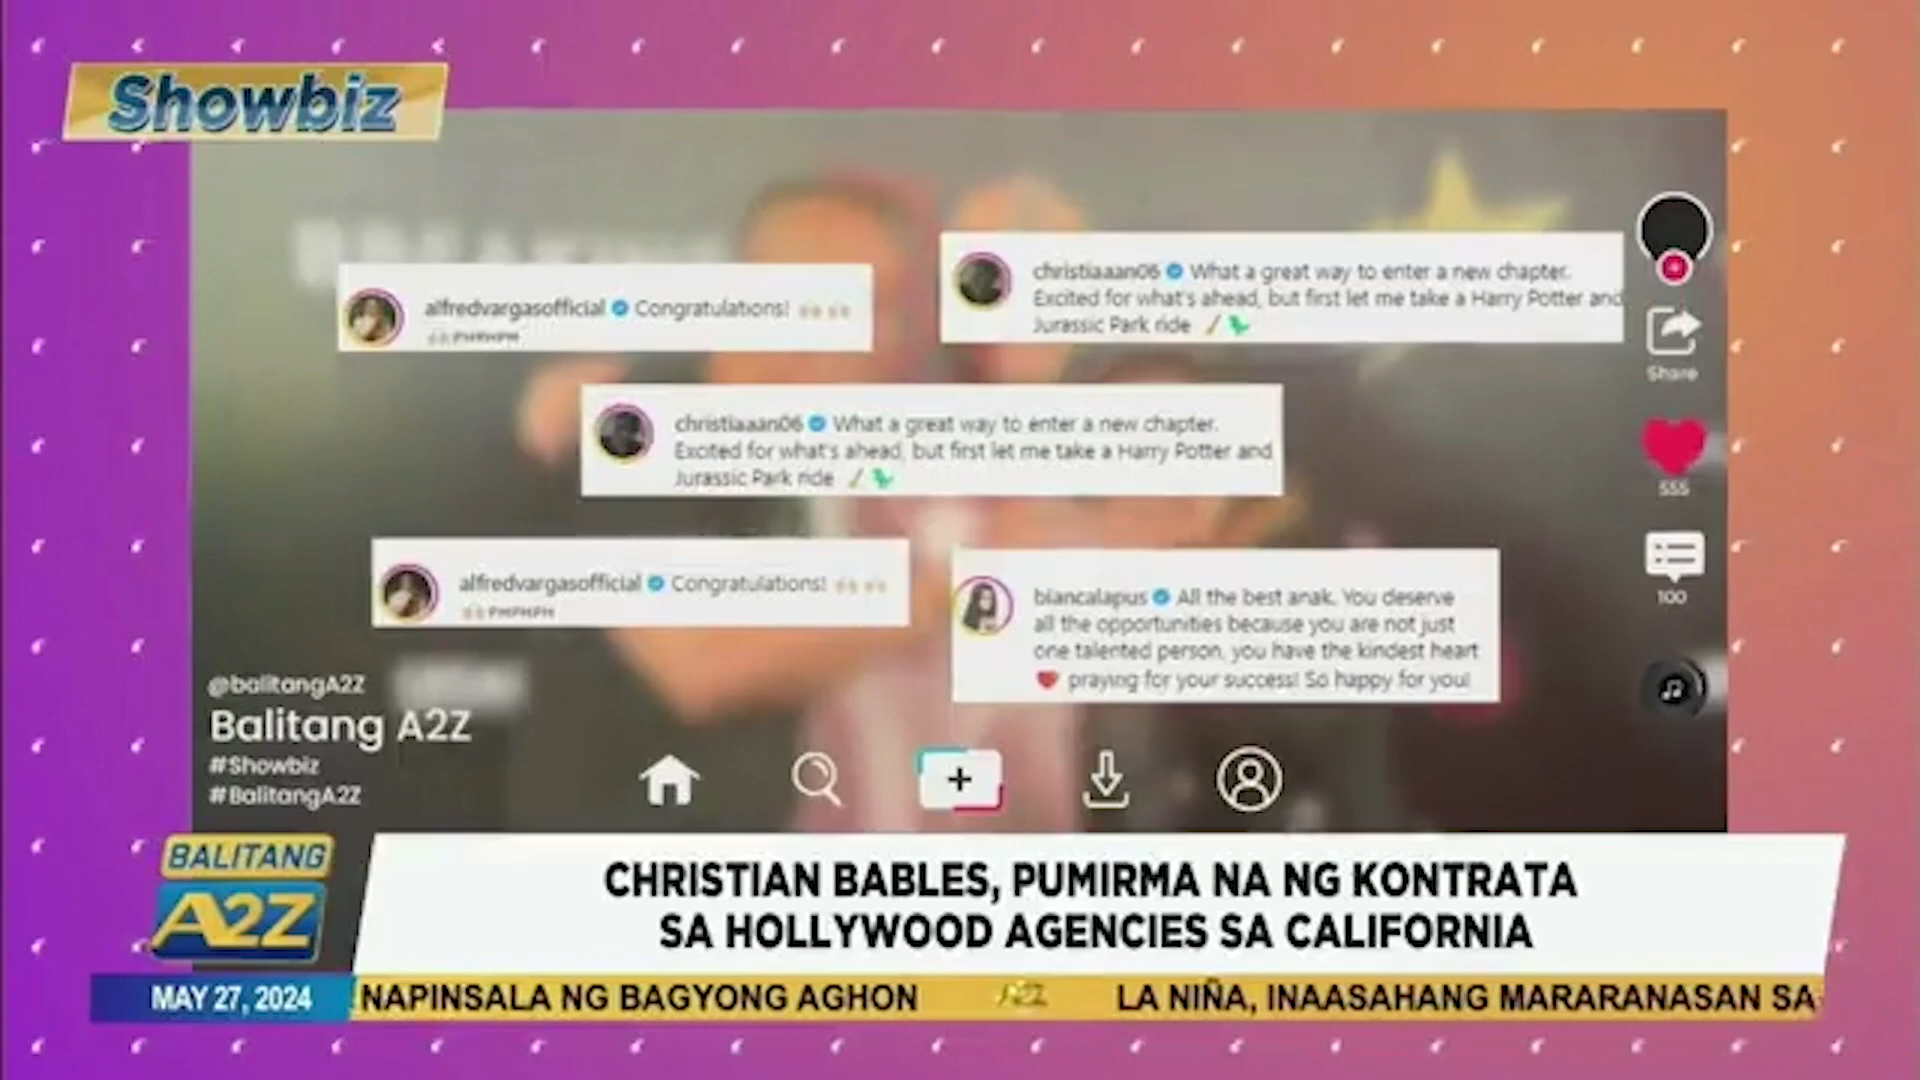 Showbiz
alfredvargasofficial Congratulations!
christiaaan06 What a great way to enter a new chapter.
Excited for what's ahead, but first let me take a Harry Potter and
Jurassic Park ride
christiaaan06 What a great way to enter a new chapter.
Excited for what's ahead, but first let me take a Harry Potter and
Jurassic Park ride
alfredvargasofficial Congratulations!
biancalapus All the best anak. You deserve
all the opportunities because you are not just
one talented person, you have the kindest heart
praying for your success! So happy for you!
Share
555
100
@balitangA2Z
Balitang A2Z
#Showbiz
#BalitangA2Z
BALITANG
A2Z
CHRISTIAN BABLES, PUMIRMA NA NG KONTRATA
SA HOLLYWOOD AGENCIES SA CALIFORNIA
MAY 27, 2024
NAPINSALA NG BAGYONG AGHON A2Z LA NIÑA, INAASAHANG MARARANASAN SA